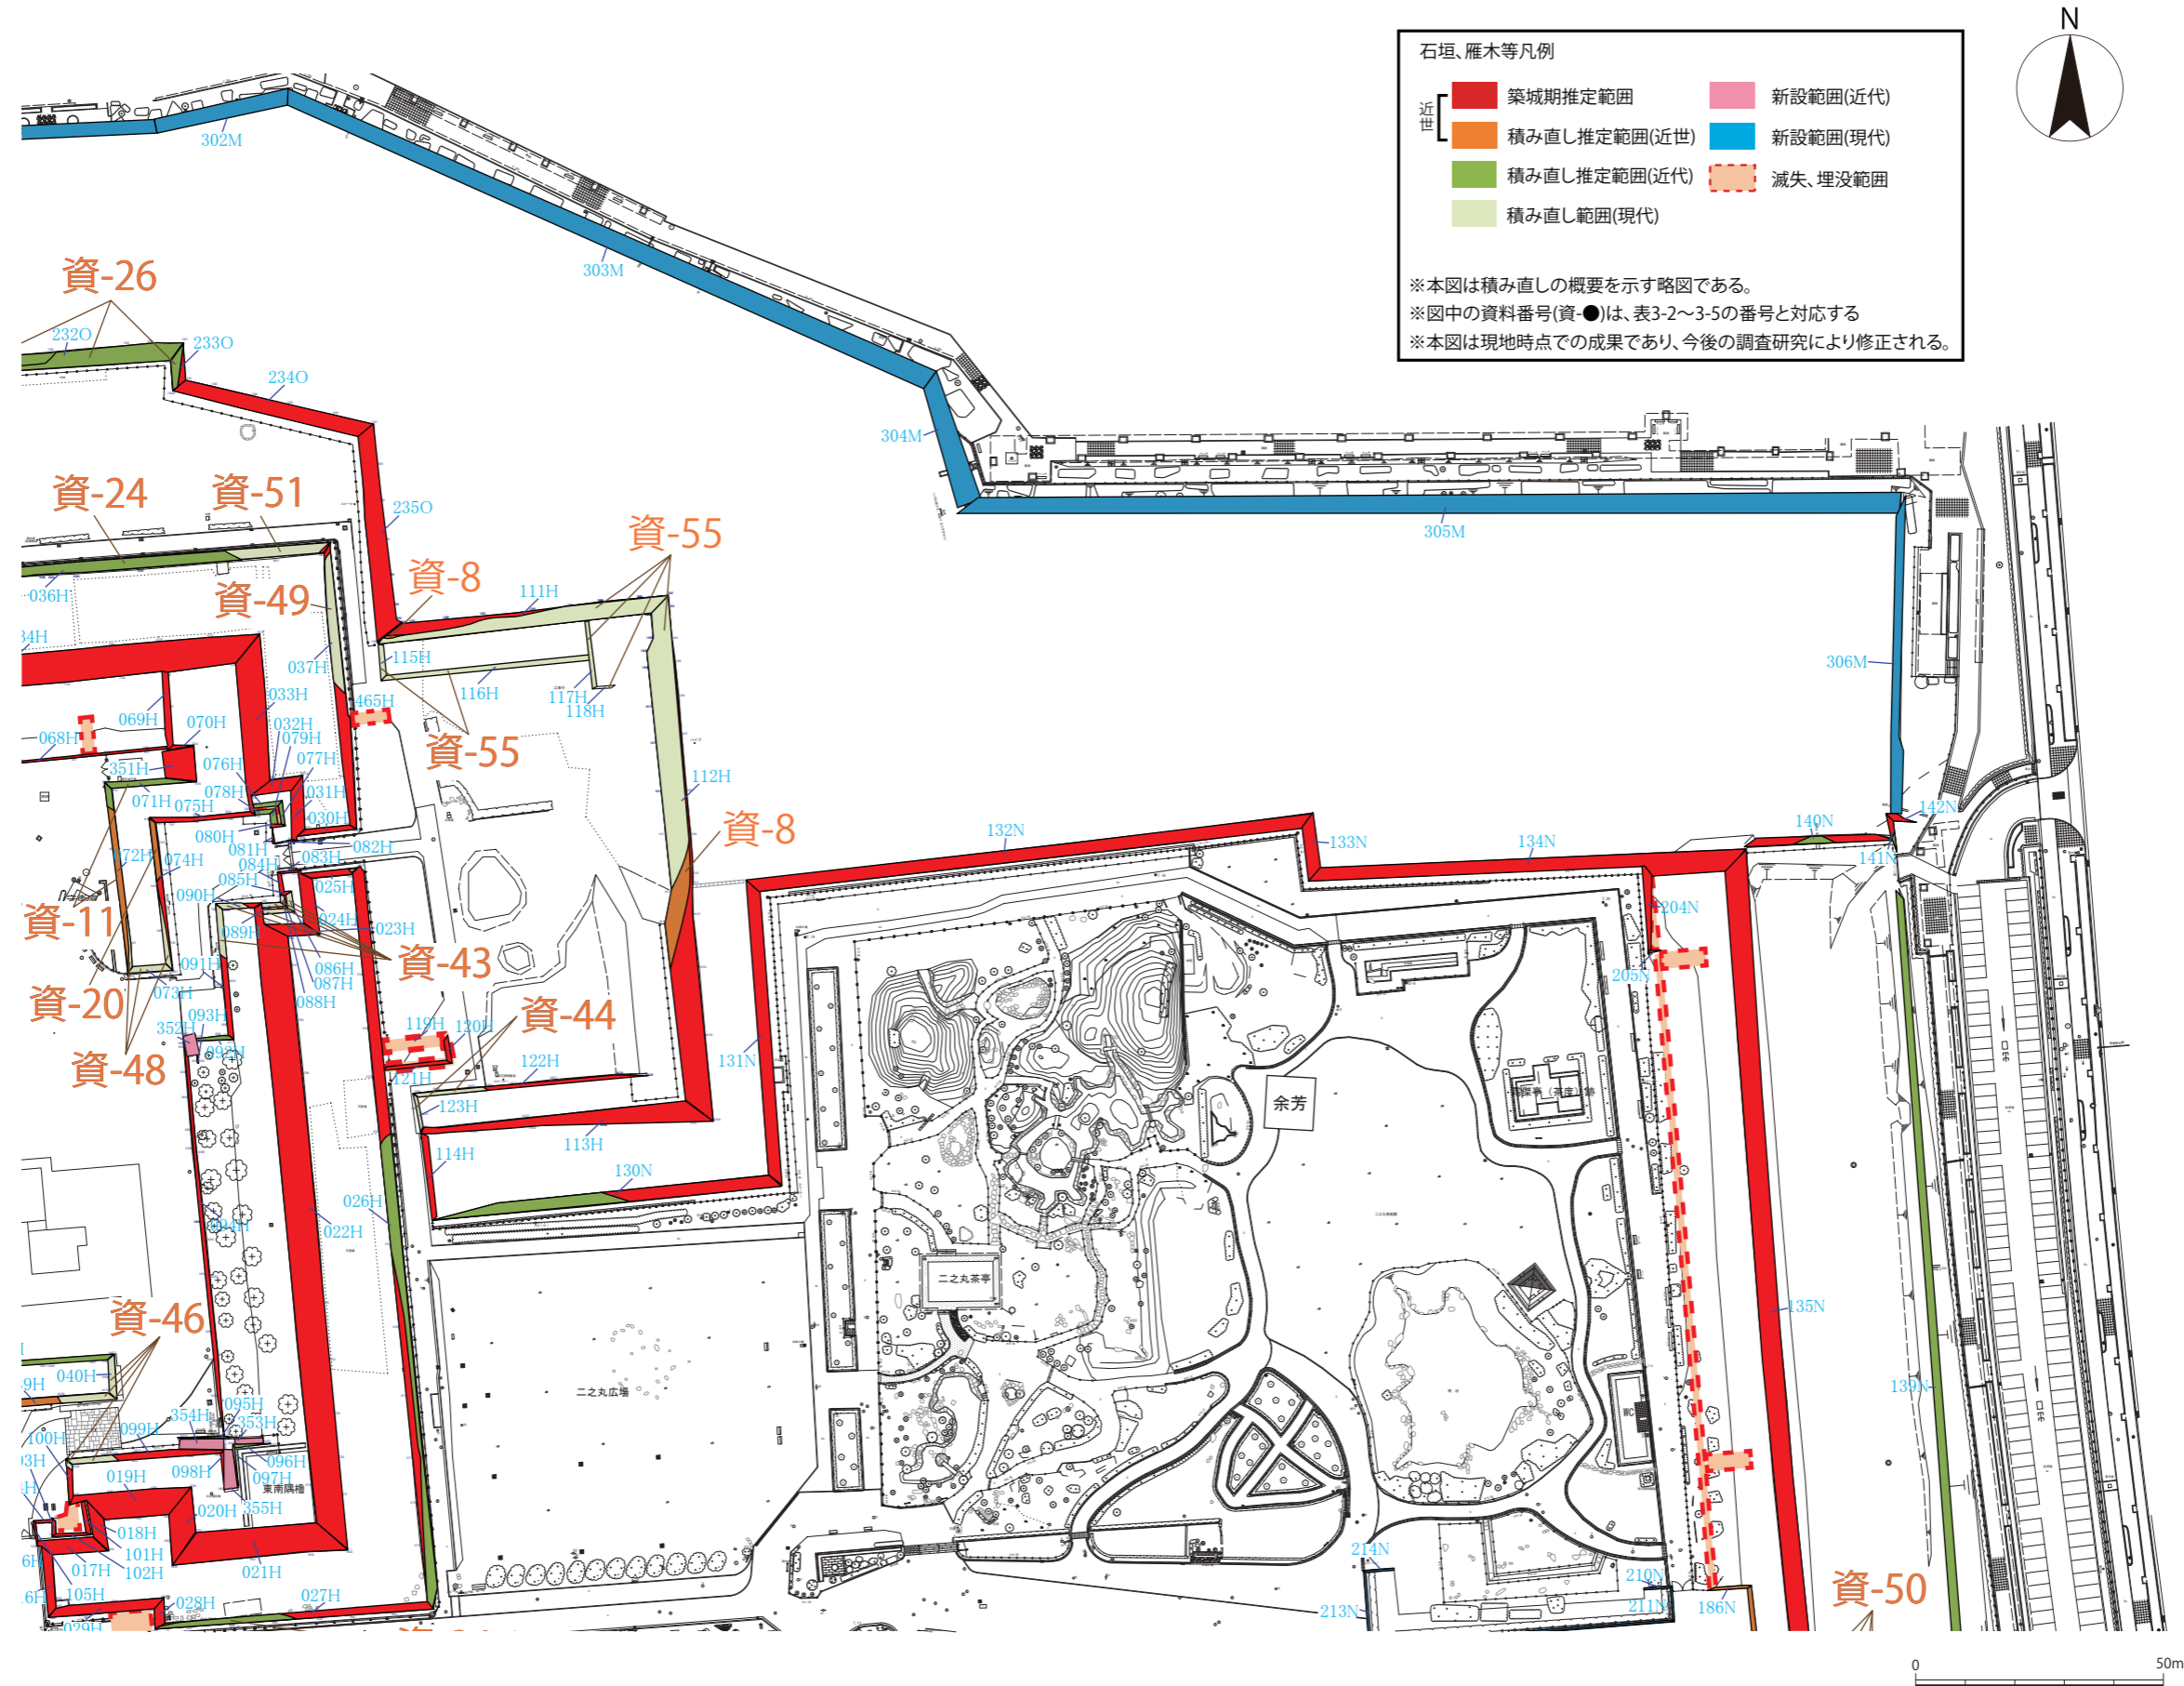 N
石垣、雁木等凡例
近世
築城期推定範囲
新設範囲(近代)
積み直し推定範囲(近世)
新設範囲(現代)
積み直し推定範囲(近代)
滅失、埋没範囲
積み直し範囲(現代)
※本図は積み直しの概要を示す略図である。
※図中の資料番号(資-●)は、表3-2〜3-5の番号と対応する
※本図は現地時点での成果であり、今後の調査研究により修正される。
302M
303M
資-26
232O
233O
234O
304M
資-24
資-51
235O
305M
資-55
資-8
111H
036H
資-49
34H
037H
115H
116H
117H
118H
306M
033H
465H
069H
070H
032H
079H
068H
資-55
351H
076H
077H
112H
078H
031H
071H
075H
030H
142N
080H
資-8
132N
140N
081H
082H
133N
134N
141N
072H
074H
084H
083H
085H
025H
090H
204N
資-11
024H
023H
089H
資-43
091H
086H
205N
087H
073H
088H
資-20
093H
資-44
352H
119H
120H
092H
資-48
121H
122H
131N
123H
余芳
113H
114H
130N
026H
094H
022H
二之丸茶亭
135N
資-46
040H
9H
二之丸広場
139N
095H
354H
353H
WC
099H
100H
03H
096H
019H
098H
097H
東南隅櫓
355H
020H
018H
101H
017H
102H
021H
214N
6H
105H
210N
資-50
.6H
027H
028H
213N
211N
186N
029H
0
50m